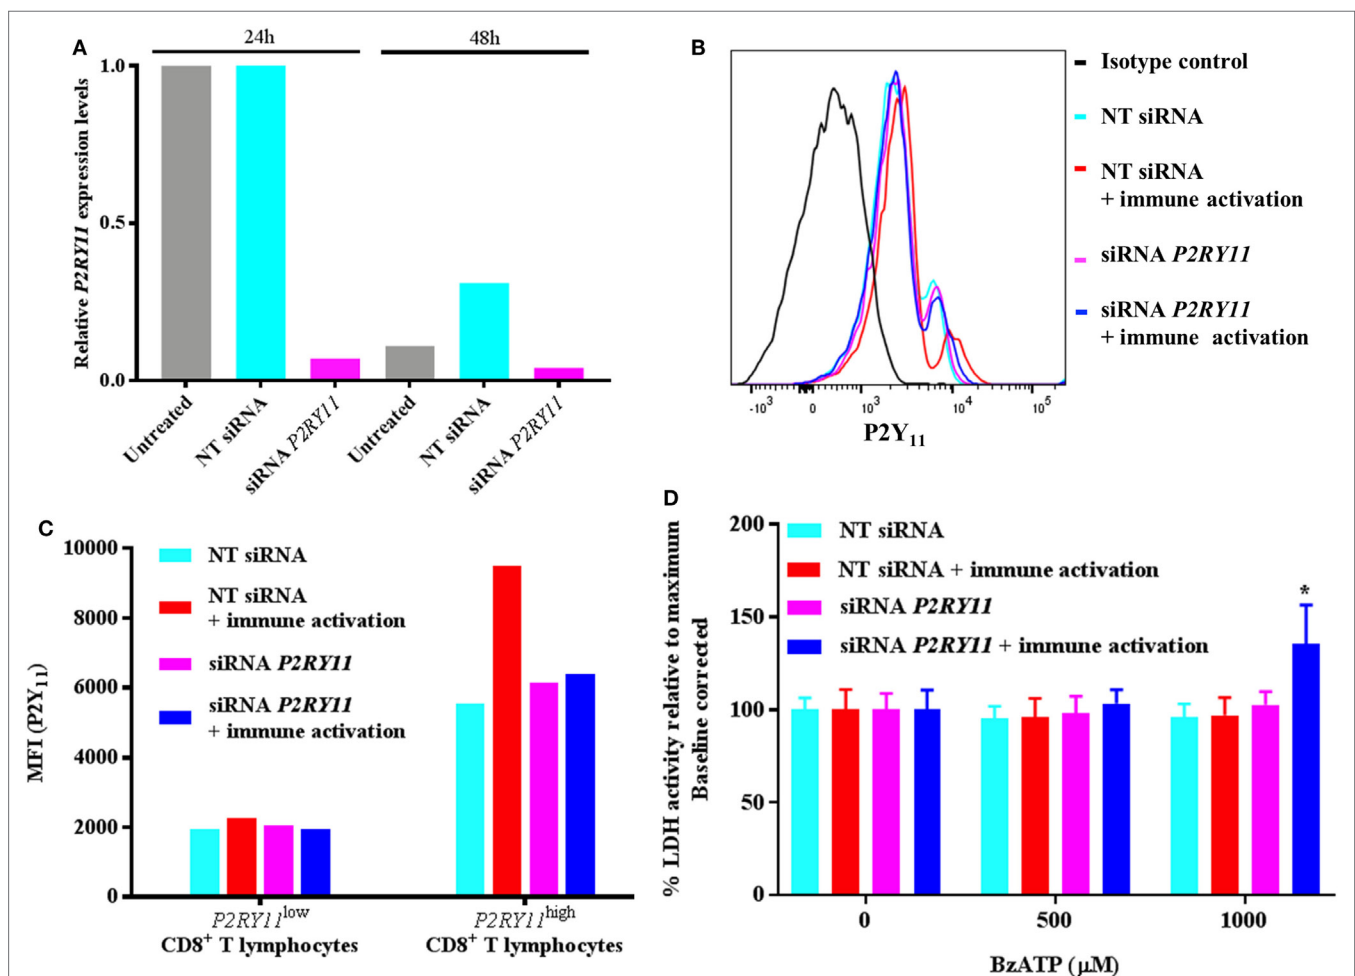 A
24h
48h
Relative P2RY11 expression levels
1.0
0.5
0.0
Untreated
NT siRNA
siRNA P2RY11
Untreated
NT siRNA
siRNA P2RY11
B
Isotype control
NT siRNA
NT siRNA
+ immune activation
siRNA P2RY11
siRNA P2RY11
+ immune activation
-10³
0
10³
10⁴
10⁵
P2Y₁₁
C
MFI (P2Y₁₁)
10000
8000
6000
4000
2000
0
NT siRNA
NT siRNA
+ immune activation
siRNA P2RY11
siRNA P2RY11
+ immune activation
P2RY11ˡᵒʷ
CD8⁺ T lymphocytes
P2RY11ʰⁱᵍʰ
CD8⁺ T lymphocytes
D
% LDH activity relative to maximum
Baseline corrected
200
150
100
50
0
NT siRNA
NT siRNA + immune activation
siRNA P2RY11
siRNA P2RY11 + immune activation
*
0
500
1000
BzATP (µM)